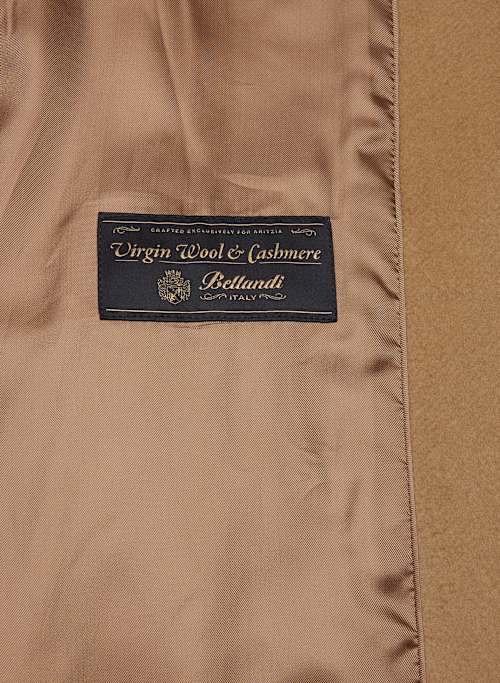 CRAFTED EXCLUSIVELY FOR ARITZIA
Virgin Wool & Cashmere
Bellandi
ITALY